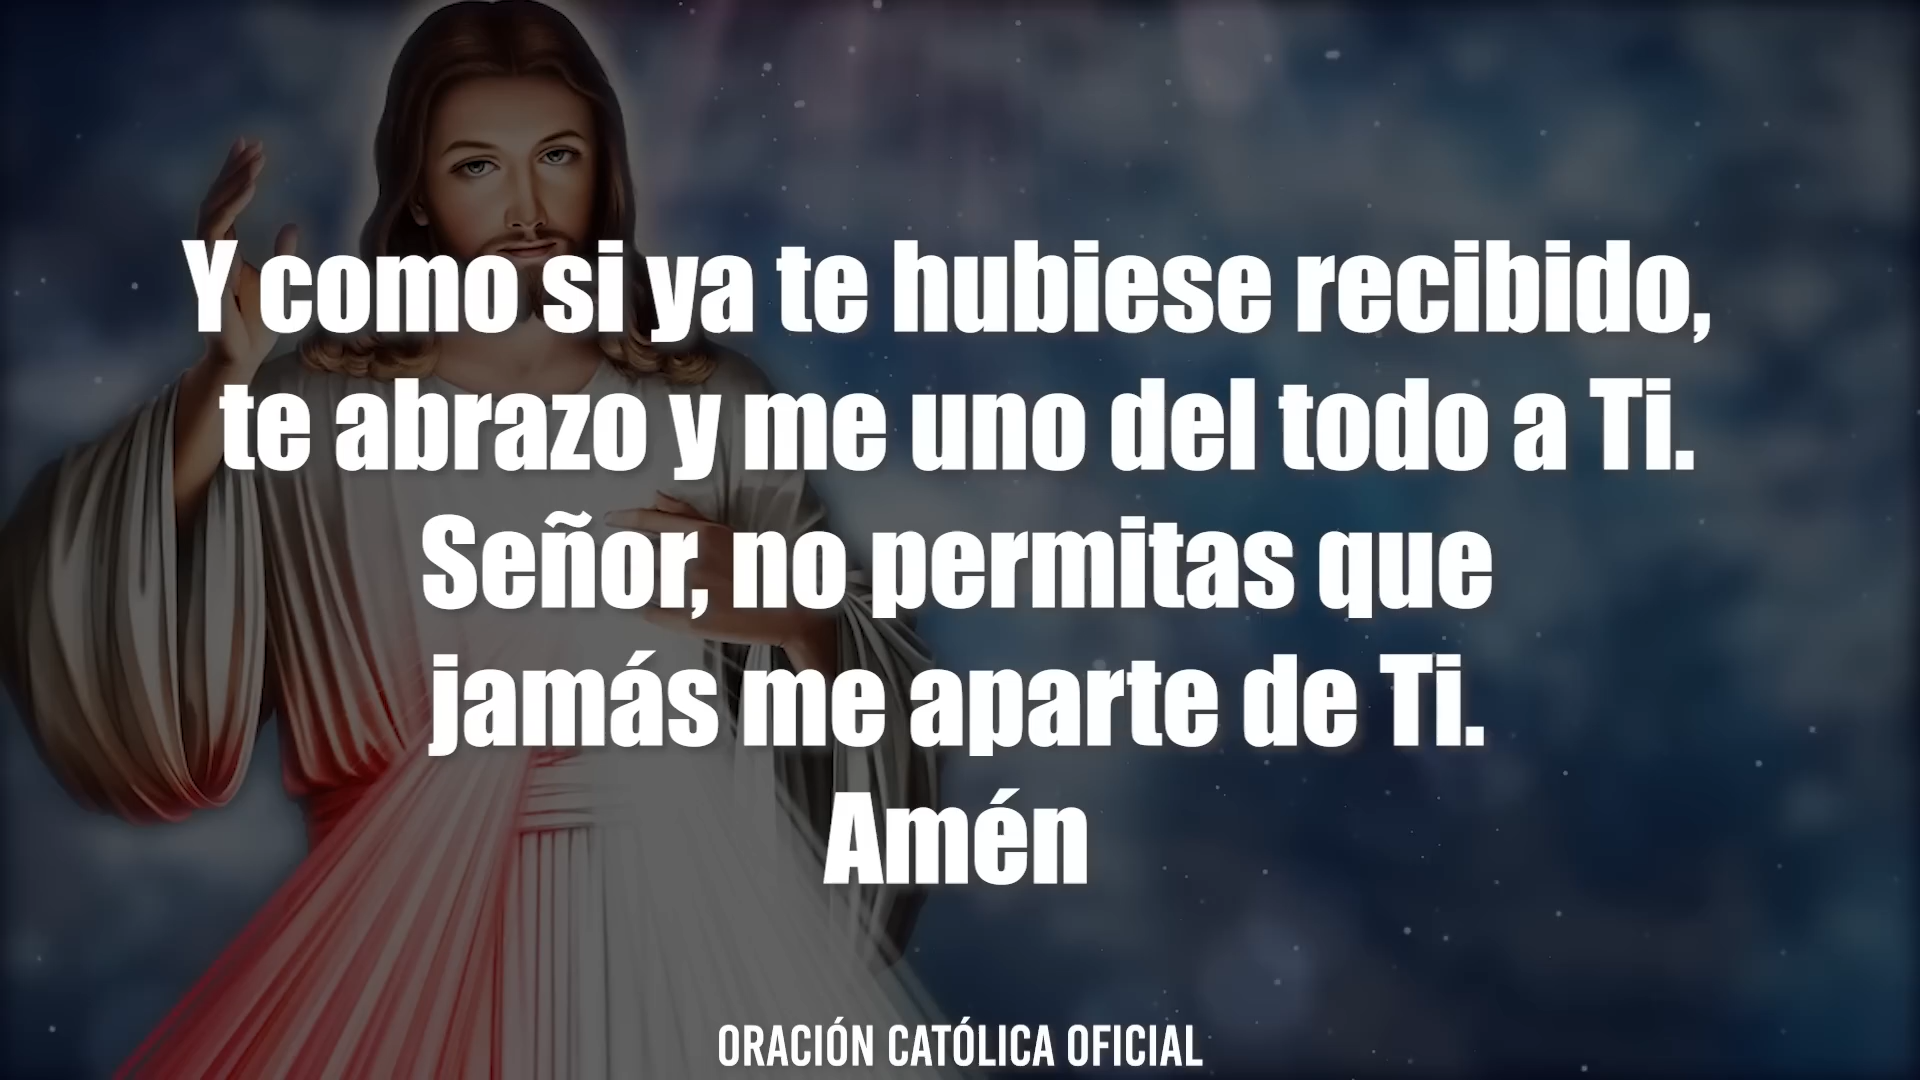 Y como si ya te hubiese recibido,
te abrazo y me uno del todo a Ti.
Señor, no permitas que
jamás me aparte de Ti.
Amén
ORACIÓN CATÓLICA OFICIAL